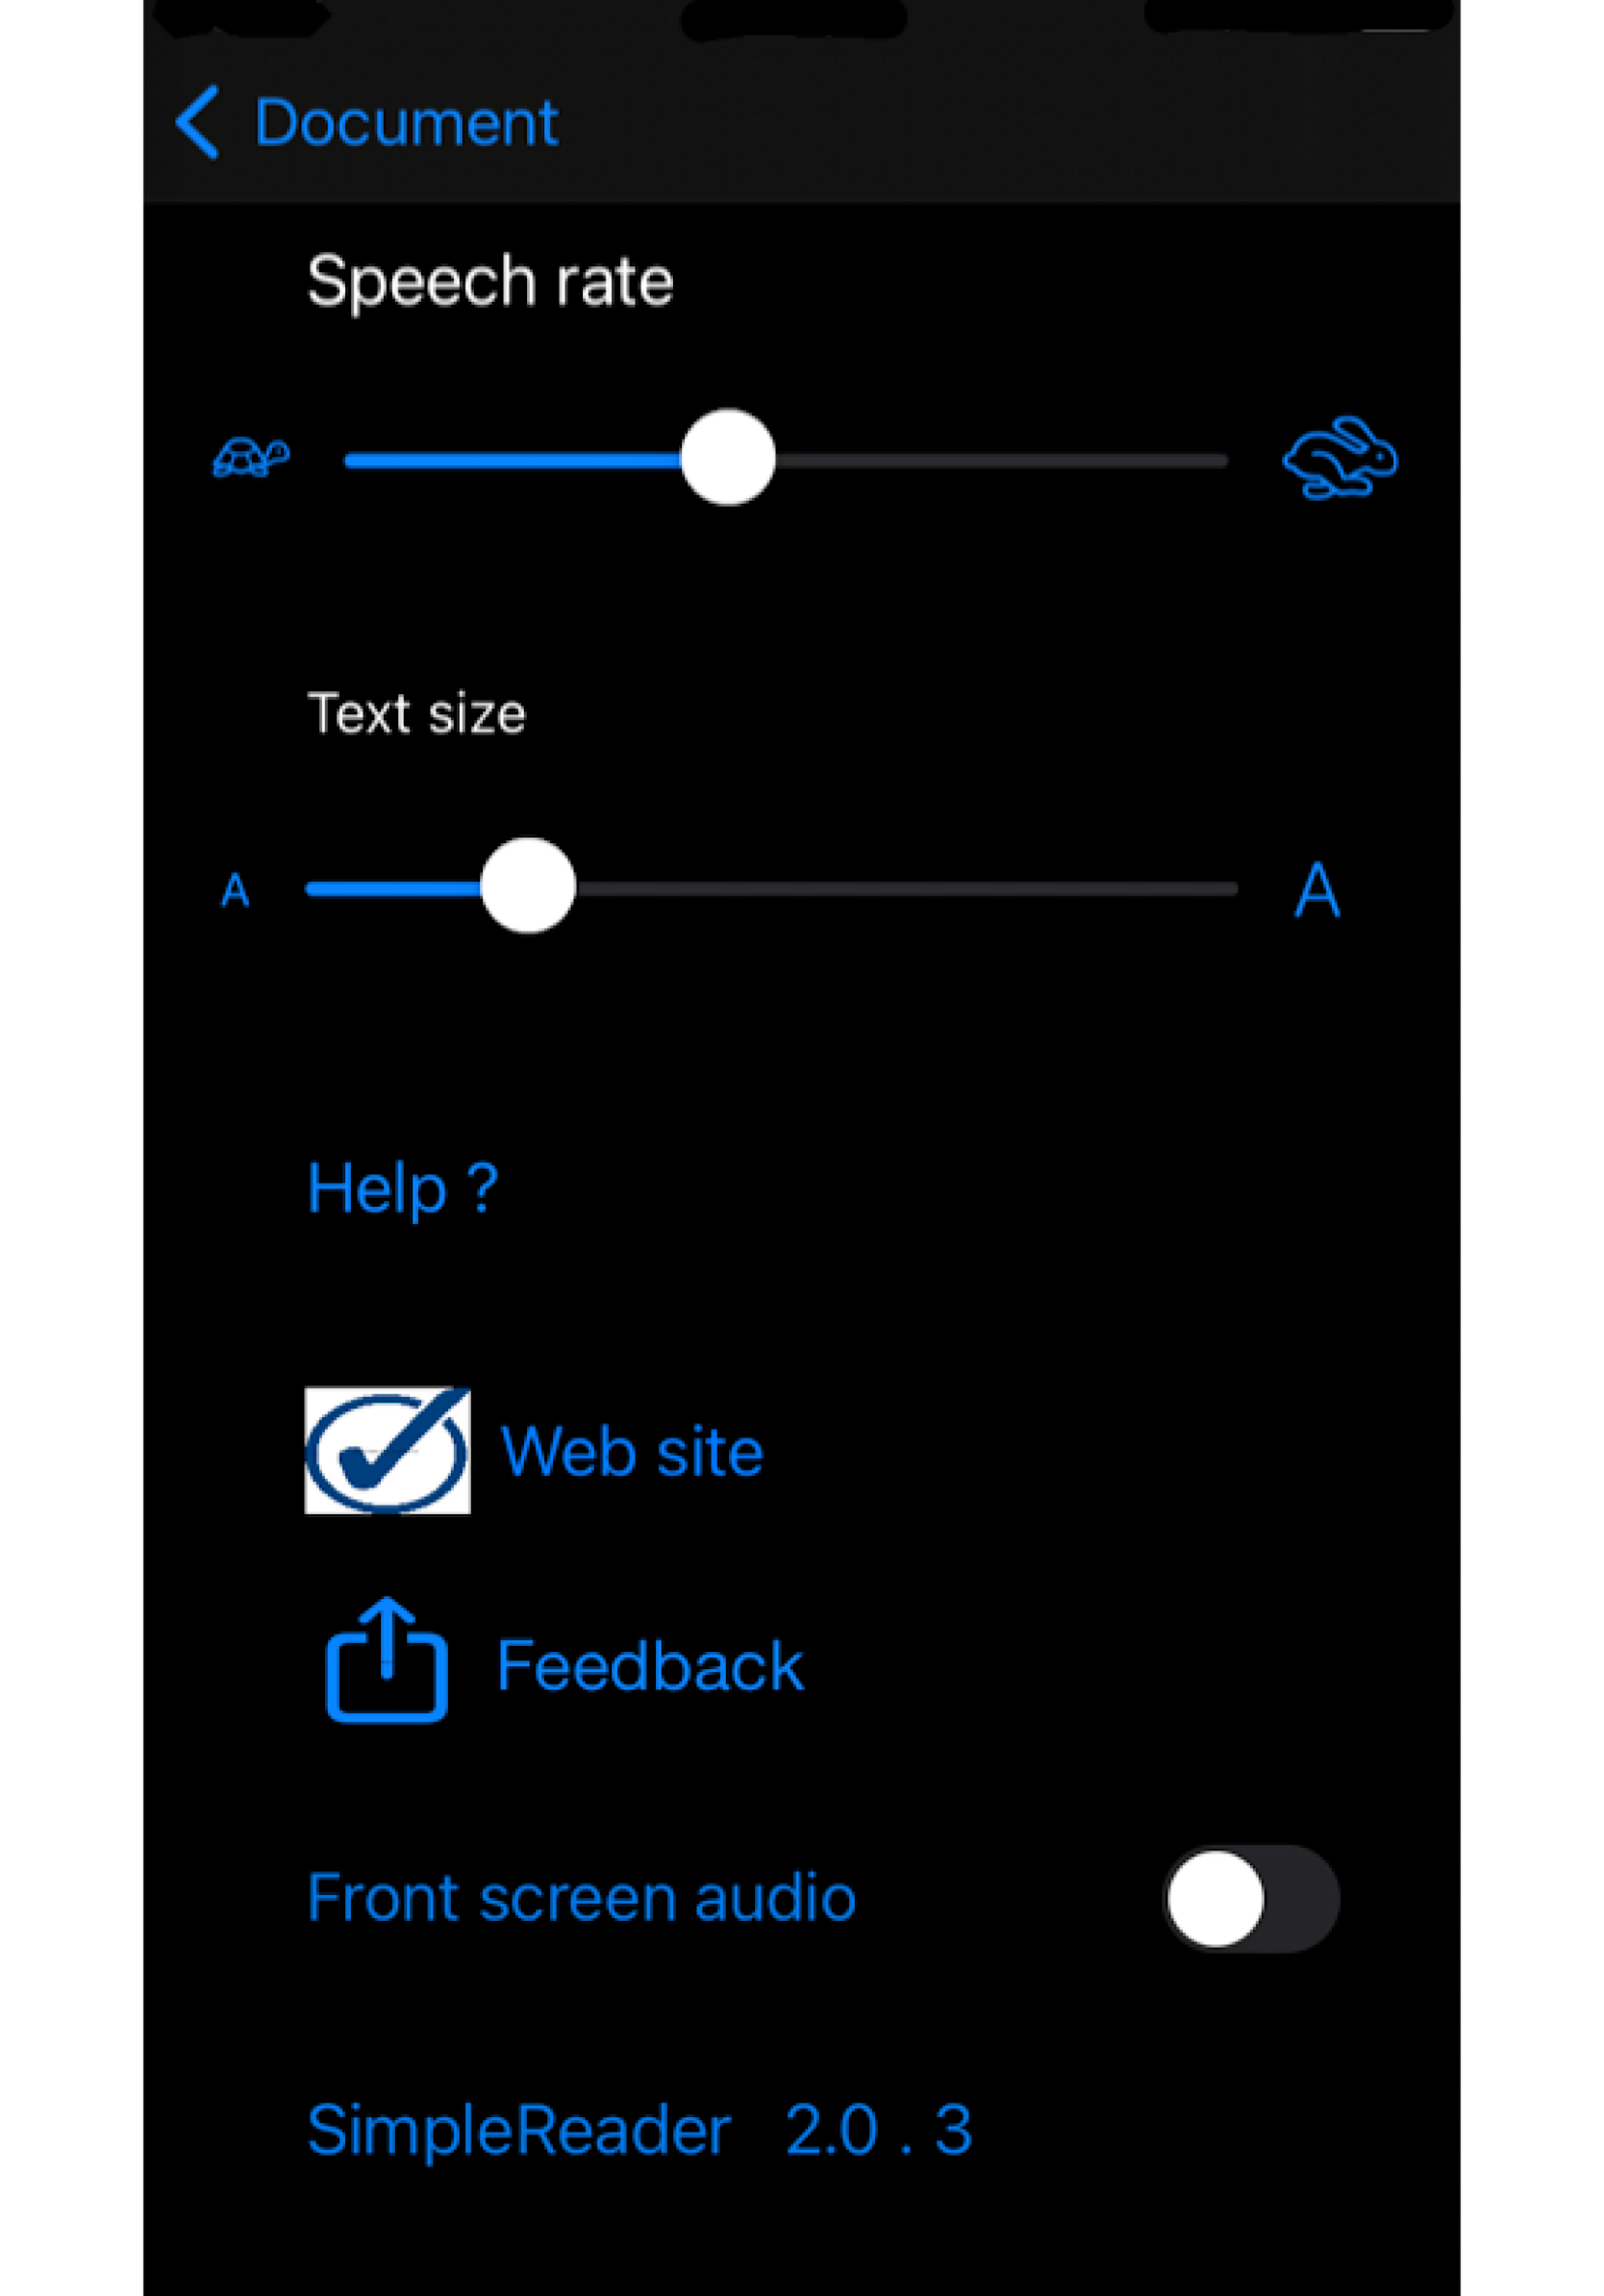 Document
Speech rate
Text size
A A
Help ?
Web site
Feedback
Front screen audio
SimpleReader 2.0 . 3